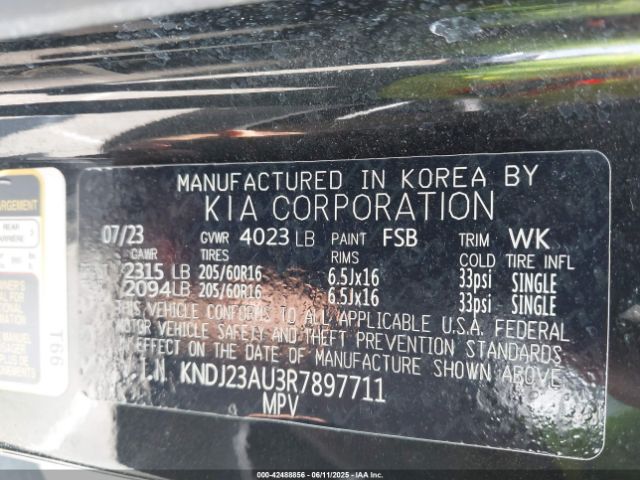 MANUFACTURED IN KOREA BY
KIA CORPORATION
07/23 GVWR 4023 LB PAINT FSB TRIM WK
GAWR TIRES RIMS COLD TIRE INFL
2315 LB 205/60R16 6.5Jx16 33psi SINGLE
2094LB 205/60R16 6.5Jx16 33psi SINGLE
THIS VEHICLE CONFORMS TO ALL APPLICABLE U.S.A. FEDERAL
MOTOR VEHICLE SAFETY AND THEFT PREVENTION STANDARDS
IN EFFECT ON THE DATE OF MANUFACTURE SHOWN ABOVE.
V.I.N. KNDJ23AU3R7897711
MPV
REAR
T66
000-42488856 - 06/11/2025 - IAA Inc.